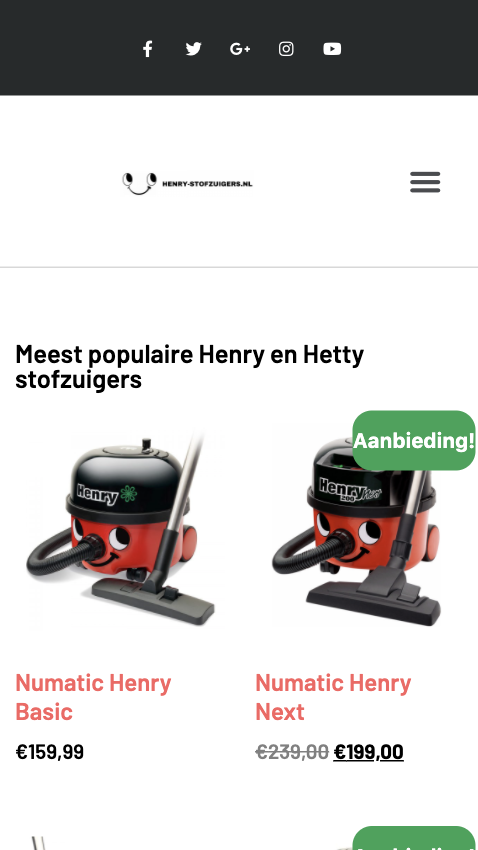 HENRY-STOFZUIGERS.NL
Meest populaire Henry en Hetty
stofzuigers
Aanbieding!
Henry
Henry
Next
200
Numatic Henry
Basic
Numatic Henry
Next
€159,99
€239,00 €199,00